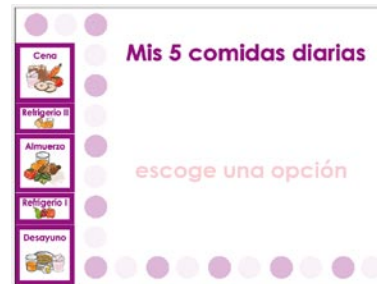 Mis 5 comidas diarias
Cena
Refrigerio II
Almuerzo
escoge una opción
Refrigerio I
Desayuno